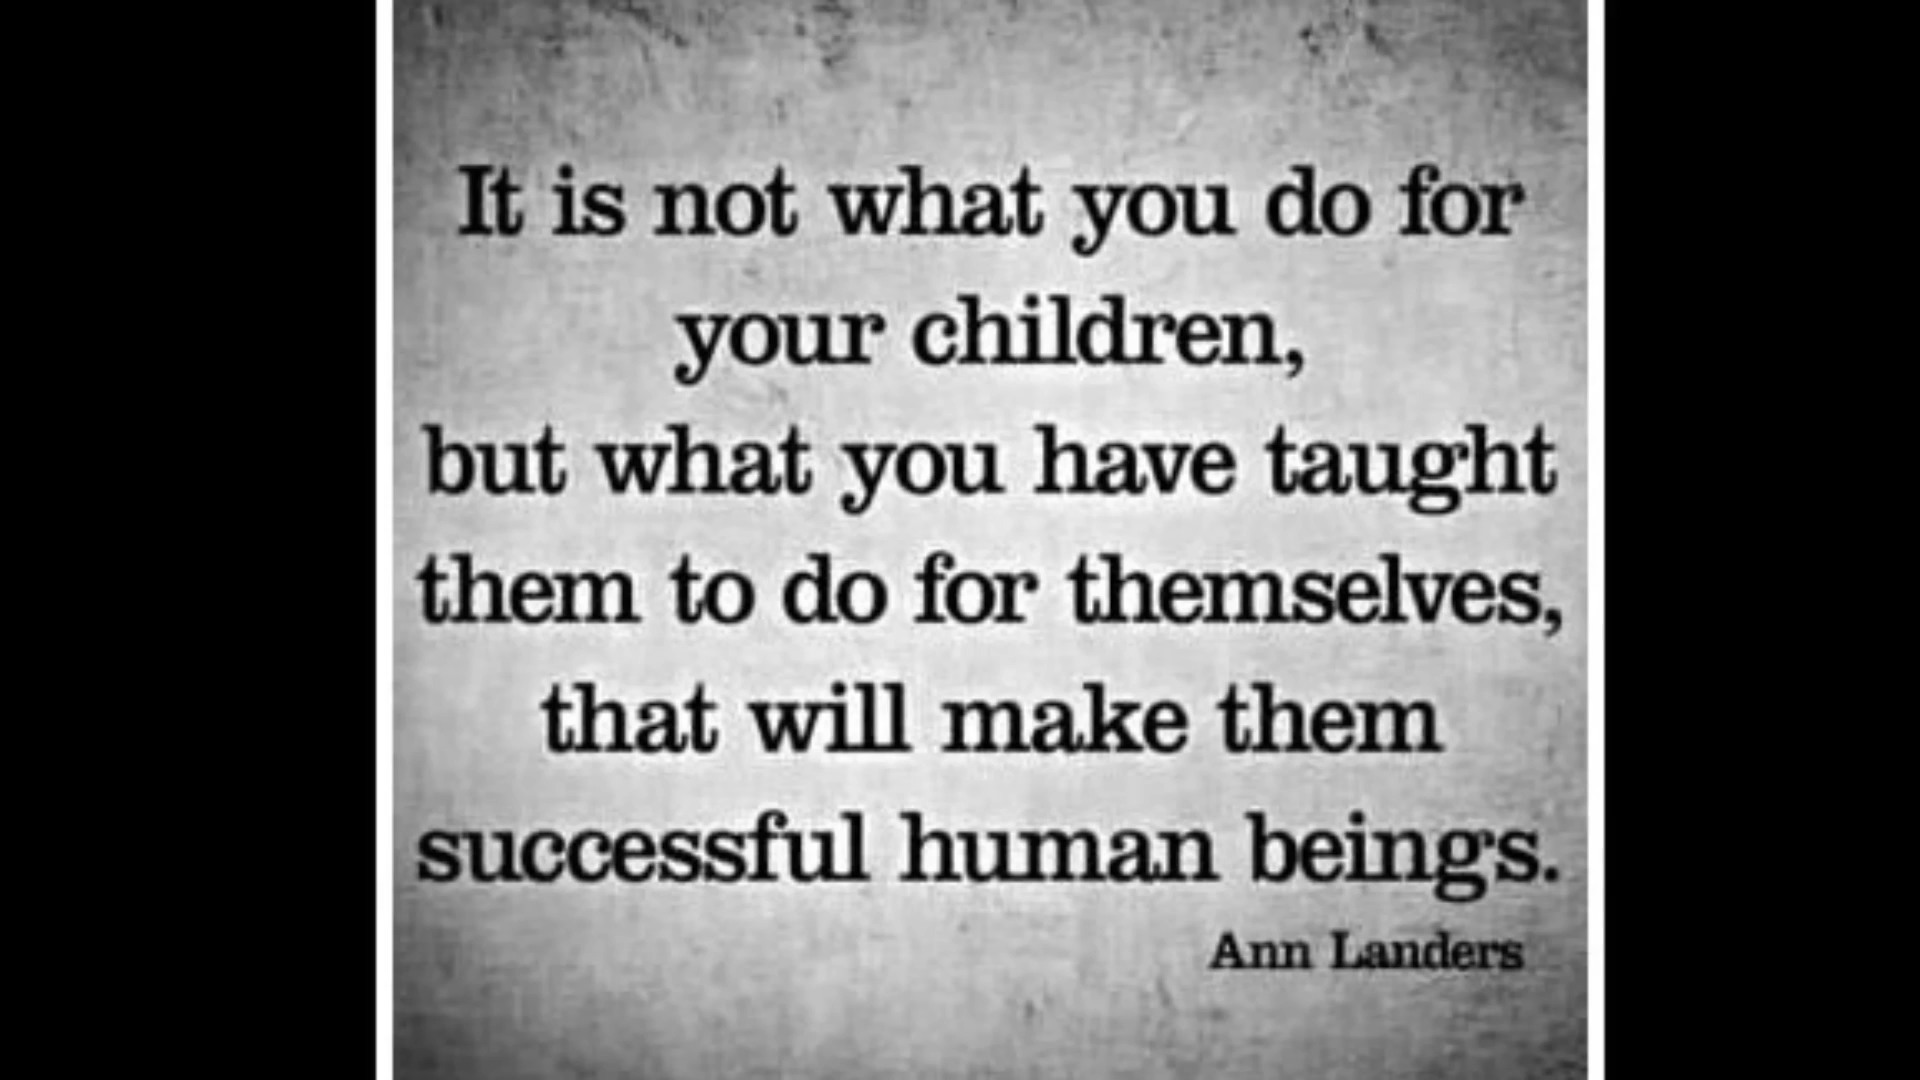 It is not what you do for
your children,
but what you have taught
them to do for themselves,
that will make them
successful human beings.
Ann Landers